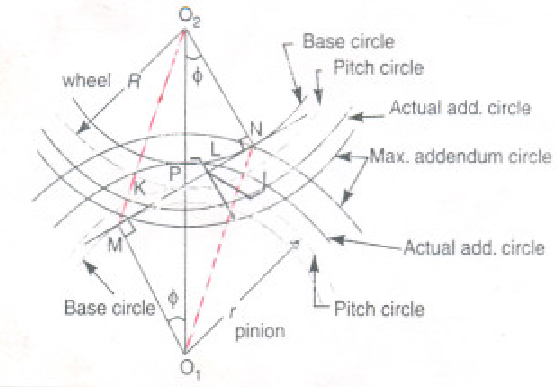 O₂
Base circle
Pitch circle
wheel
R
ϕ
Actual add. circle
N
L
Max. addendum circle
P
K
M
Actual add. circle
Base circle
ϕ
r
pinion
Pitch circle
O₁